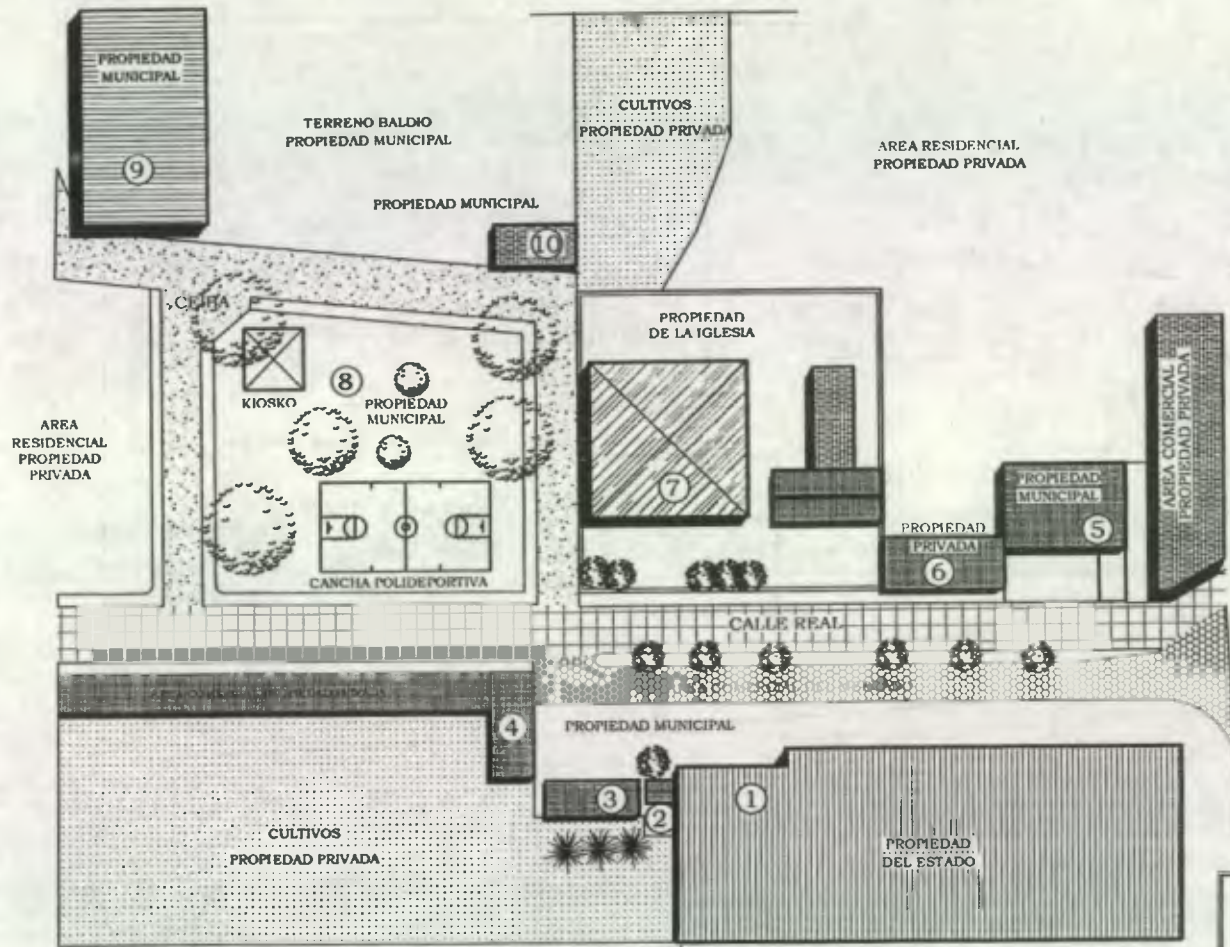 PROPIEDAD
MUNICIPAL
9
TERRENO BALDIO
PROPIEDAD MUNICIPAL
CULTIVOS
PROPIEDAD PRIVADA
AREA RESIDENCIAL
PROPIEDAD PRIVADA
PROPIEDAD MUNICIPAL
10
CEIBA
PROPIEDAD
DE LA IGLESIA
KIOSKO
8
PROPIEDAD
MUNICIPAL
AREA
RESIDENCIAL
PROPIEDAD
PRIVADA
7
AREA COMERCIAL
PROPIEDAD PRIVADA
PROPIEDAD
MUNICIPAL
5
PROPIEDAD
PRIVADA
6
CANCHA POLIDEPORTIVA
CALLE REAL
4
PROPIEDAD MUNICIPAL
3
2
1
CULTIVOS
PROPIEDAD PRIVADA
PROPIEDAD
DEL ESTADO